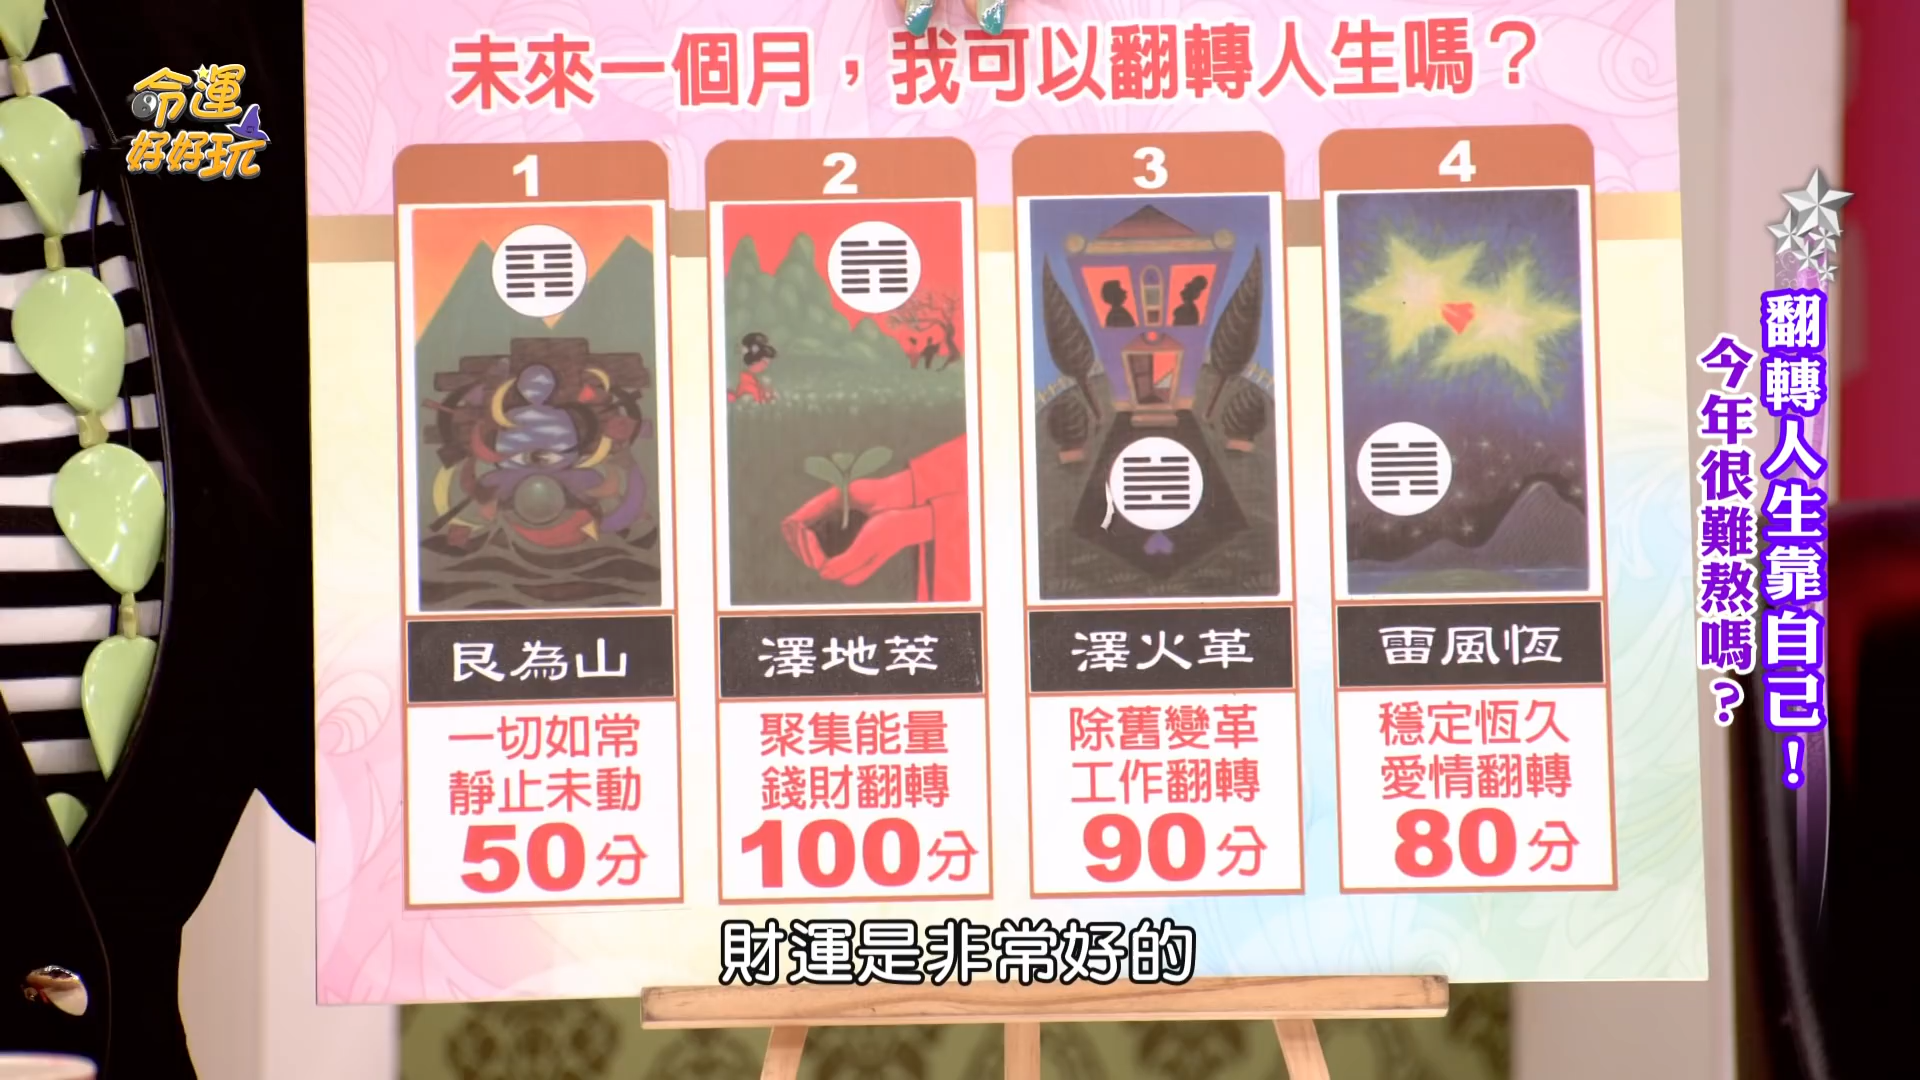 命運
好好玩
未來一個月，我可以翻轉人生嗎？
1
艮為山
一切如常
靜止未動
50分
2
澤地萃
聚集能量
錢財翻轉
100分
3
澤火革
除舊變革
工作翻轉
90分
4
雷風恆
穩定恆久
愛情翻轉
80分
翻轉人生靠自己！
今年很難熬嗎？
財運是非常好的